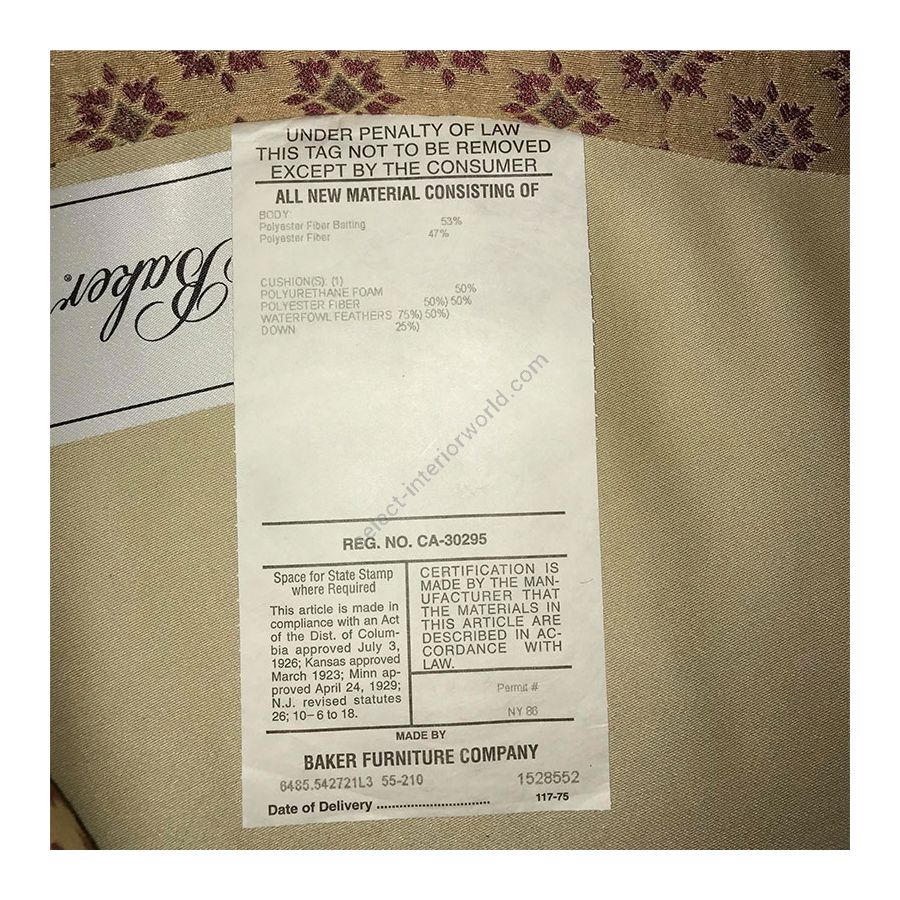 UNDER PENALTY OF LAW
THIS TAG NOT TO BE REMOVED
EXCEPT BY THE CONSUMER
ALL NEW MATERIAL CONSISTING OF
BODY:
Polyester Fiber Batting 53%
Polyester Fiber 47%
CUSHION(S): (1)
POLYURETHANE FOAM 50%
POLYESTER FIBER 50%) 50%
WATERFOWL FEATHERS 75%) 50%)
DOWN 25%)
Baker®
select-interiorworld.com
REG. NO. CA-30295
Space for State Stamp
where Required
This article is made in
compliance with an Act
of the Dist. of Colum-
bia approved July 3,
1926; Kansas approved
March 1923; Minn ap-
proved April 24, 1929;
N.J. revised statutes
26; 10-6 to 18.
CERTIFICATION IS
MADE BY THE MAN-
UFACTURER THAT
THE MATERIALS IN
THIS ARTICLE ARE
DESCRIBED IN AC-
CORDANCE WITH
LAW.
Permit #
NY 86
MADE BY
BAKER FURNITURE COMPANY
6485.542721L3 55-210 1528552
Date of Delivery .............................. 117-75